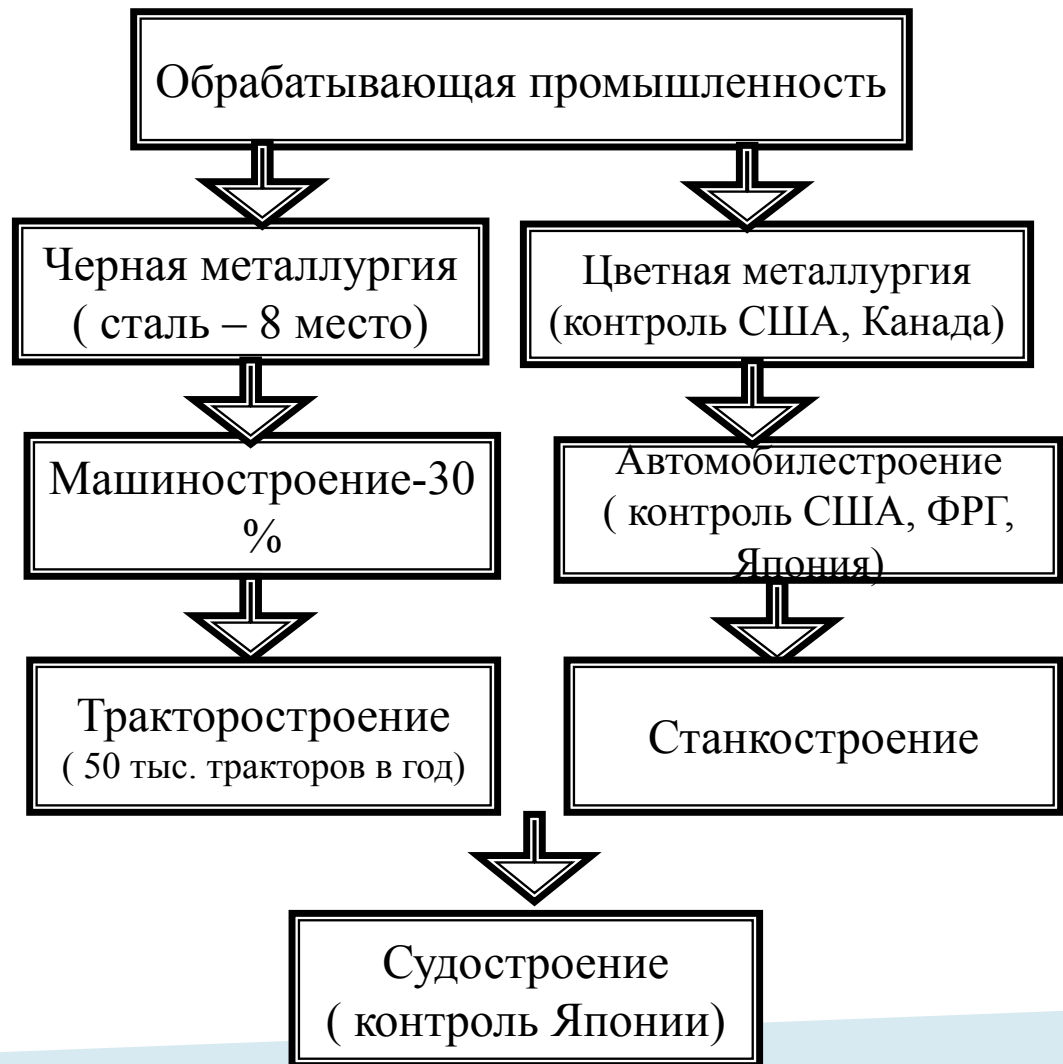 Обрабатывающая промышленность
Черная металлургия
( сталь – 8 место)
Цветная металлургия
(контроль США, Канада)
Машиностроение-30
%
Автомобилестроение
( контроль США, ФРГ,
Япония)
Тракторостроение
( 50 тыс. тракторов в год)
Станкостроение
Судостроение
( контроль Японии)